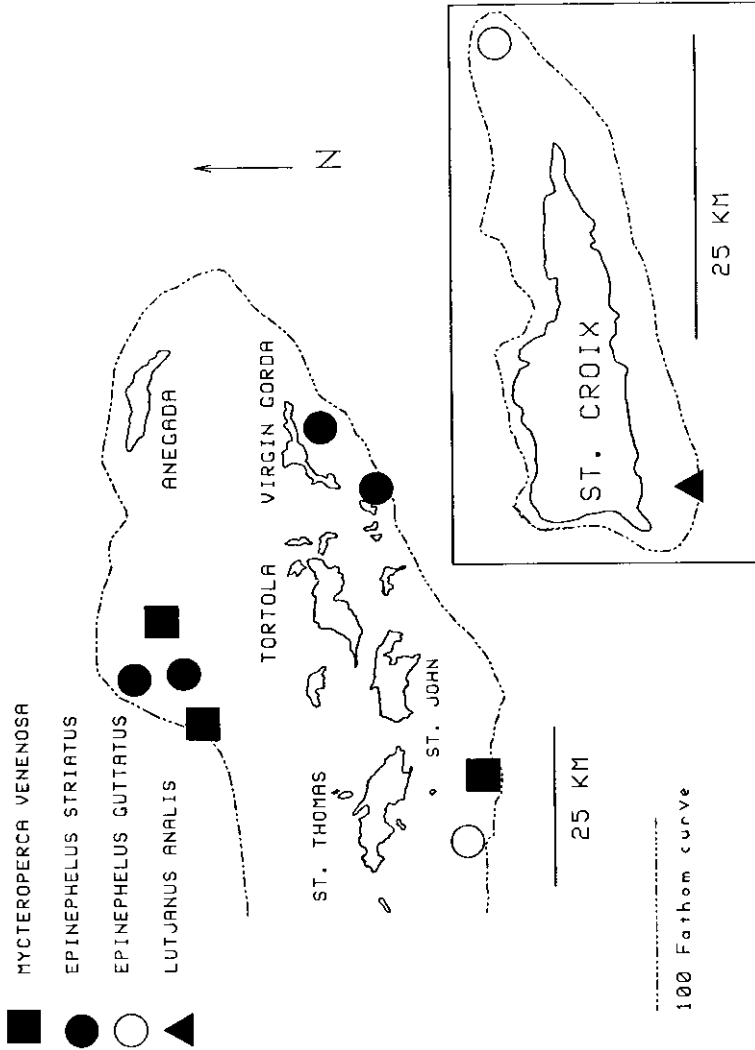 MYCTEROPERCA VENENOSA
EPINEPHELUS STRIATUS
EPINEPHELUS GUTTATUS
LUTJANUS ANALIS
N
ANEGADA
VIRGIN GORDA
TORTOLA
ST. THOMAS
ST. JOHN
25 KM
100 Fathom curve
ST. CROIX
25 KM